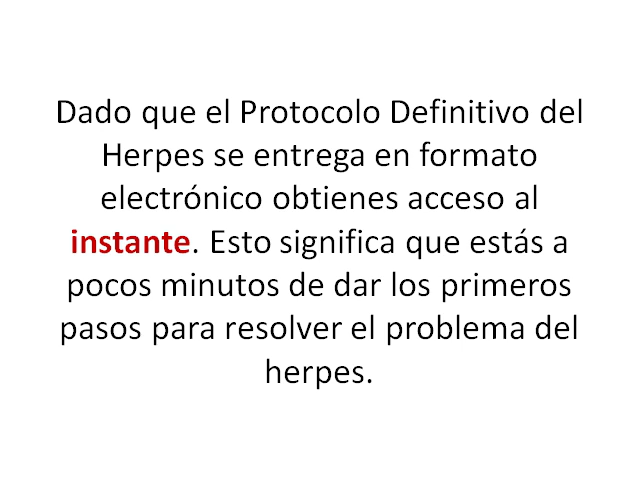 Dado que el Protocolo Definitivo del
Herpes se entrega en formato
electrónico obtienes acceso al
instante. Esto significa que estás a
pocos minutos de dar los primeros
pasos para resolver el problema del
herpes.